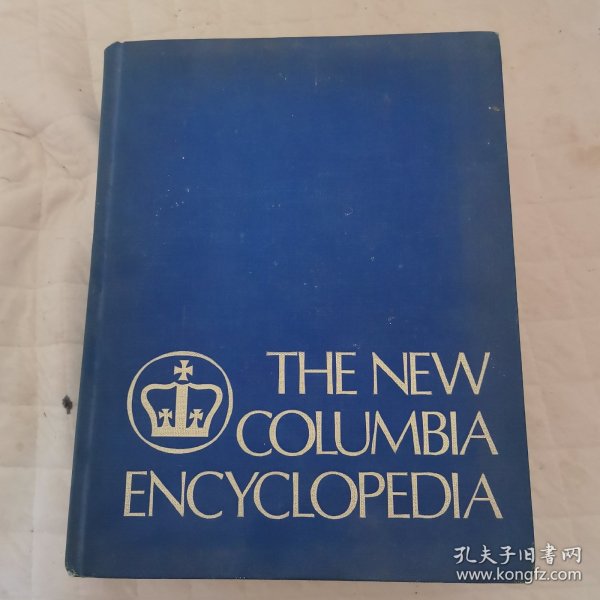 THE NEW
COLUMBIA
ENCYCLOPEDIA
孔夫子旧书网
www.kongfz.com